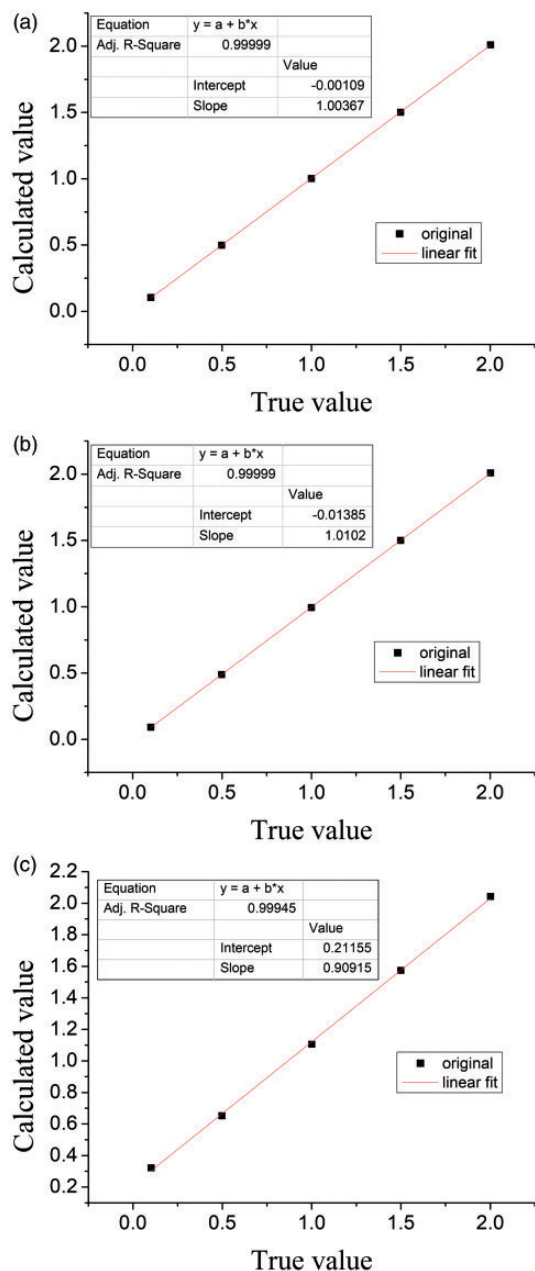 (a)
Equation y = a + b*x
Adj. R-Square 0.99999
Value
Intercept -0.00109
Slope 1.00367
2.0
1.5
1.0
0.5
0.0
Calculated value
original
linear fit
0.0 0.5 1.0 1.5 2.0
True value
(b)
Equation y = a + b*x
Adj. R-Square 0.99999
Value
Intercept -0.01385
Slope 1.0102
2.0
1.5
1.0
0.5
0.0
Calculated value
original
linear fit
0.0 0.5 1.0 1.5 2.0
True value
(c)
Equation y = a + b*x
Adj. R-Square 0.99945
Value
Intercept 0.21155
Slope 0.90915
2.2
2.0
1.8
1.6
1.4
1.2
1.0
0.8
0.6
0.4
0.2
Calculated value
original
linear fit
0.0 0.5 1.0 1.5 2.0
True value